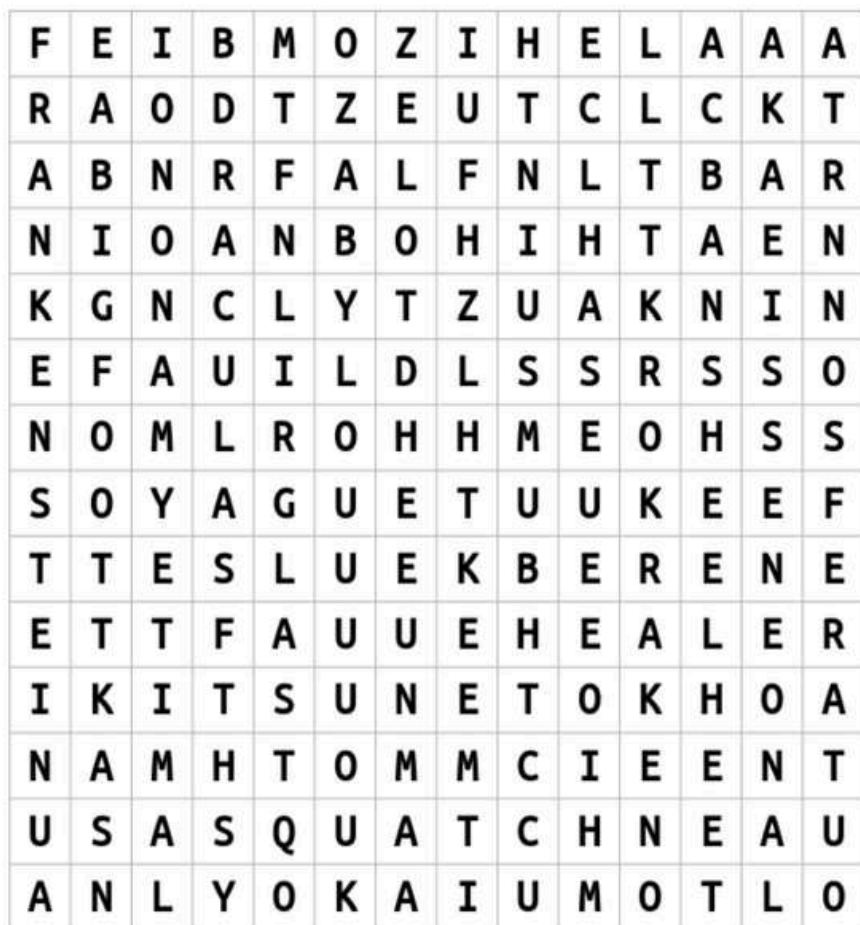 F E I B M O Z I H E L A A A
R A O D T Z E U T C L C K T
A B N R F A L F N L T B A R
N I O A N B O H I H T A E N
K G N C L Y T Z U A K N I N
E F A U I L D L S S R S S O
N O M L R O H H M E O H S S
S O Y A G U E T U U K E E F
T T E S L U E K B E R E N E
E T T F A U U E H E A L E R
I K I T S U N E T O K H O A
N A M H T O M M C I E E N T
U S A S Q U A T C H N E A U
A N L Y O K A I U M O T L O